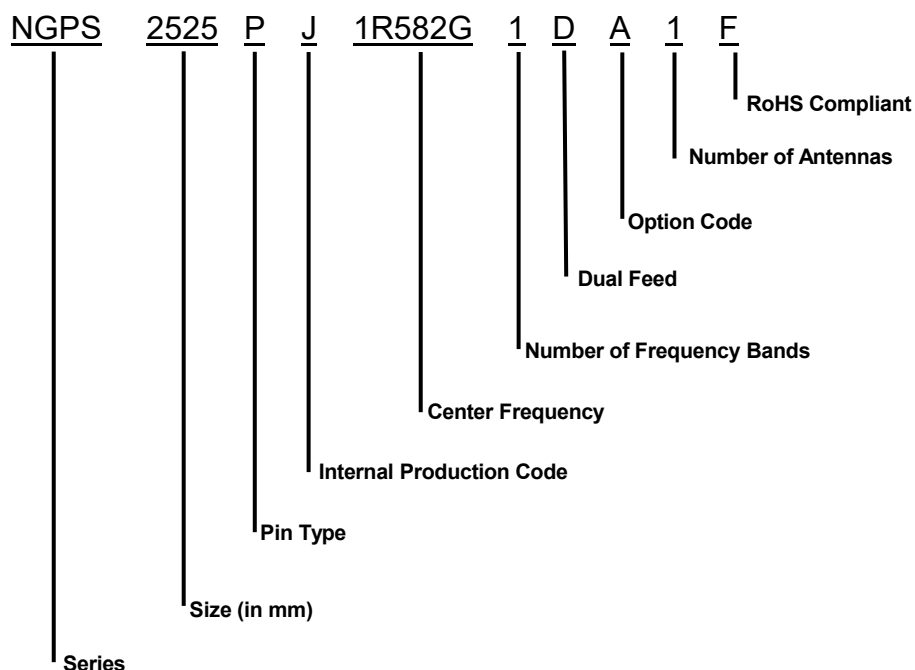 NGPS 2525 P J 1R582G 1 D A 1 F
RoHS Compliant
Number of Antennas
Option Code
Dual Feed
Number of Frequency Bands
Center Frequency
Internal Production Code
Pin Type
Size (in mm)
Series